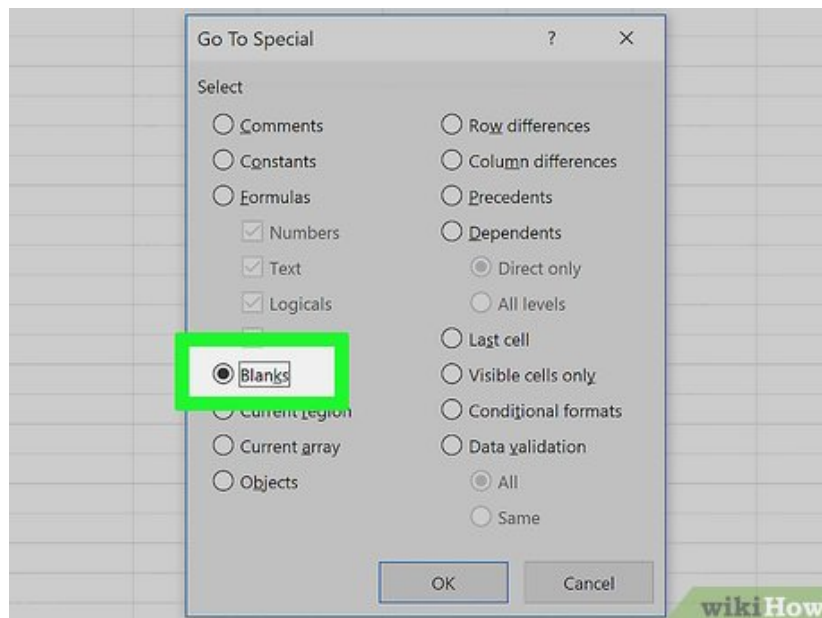 Go To Special ? ×
Select
Comments
Constants
Formulas
Numbers
Text
Logicals
Blanks
Current region
Current array
Objects
Row differences
Column differences
Precedents
Dependents
Direct only
All levels
Last cell
Visible cells only
Conditional formats
Data validation
All
Same
OK Cancel
wikiHow